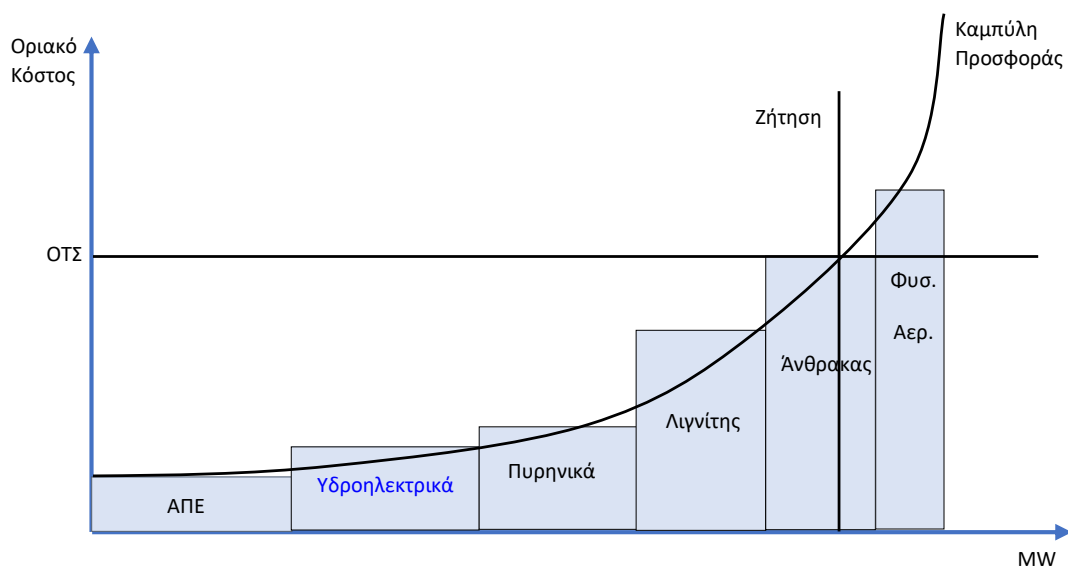 Οριακό
Κόστος
Καμπύλη
Προσφοράς
Ζήτηση
ΟΤΣ
Φυσ.
Αερ.
Άνθρακας
Λιγνίτης
Πυρηνικά
Υδροηλεκτρικά
ΑΠΕ
MW